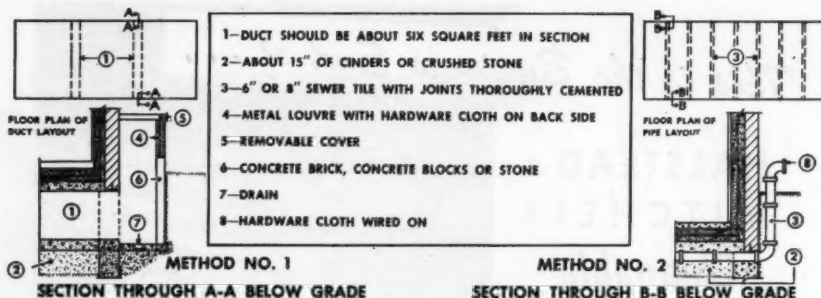 A
A
①
A
A
FLOOR PLAN OF
DUCT LAYOUT
⑤
④
⑥
①
⑦
②
1—DUCT SHOULD BE ABOUT SIX SQUARE FEET IN SECTION
2—ABOUT 15" OF CINDERS OR CRUSHED STONE
3—6" OR 8" SEWER TILE WITH JOINTS THOROUGHLY CEMENTED
4—METAL LOUVRE WITH HARDWARE CLOTH ON BACK SIDE
5—REMOVABLE COVER
6—CONCRETE BRICK, CONCRETE BLOCKS OR STONE
7—DRAIN
8—HARDWARE CLOTH WIRED ON
B
B
③
B
B
FLOOR PLAN OF
PIPE LAYOUT
⑧
③
②
METHOD NO. 1
SECTION THROUGH A-A BELOW GRADE
METHOD NO. 2
SECTION THROUGH B-B BELOW GRADE